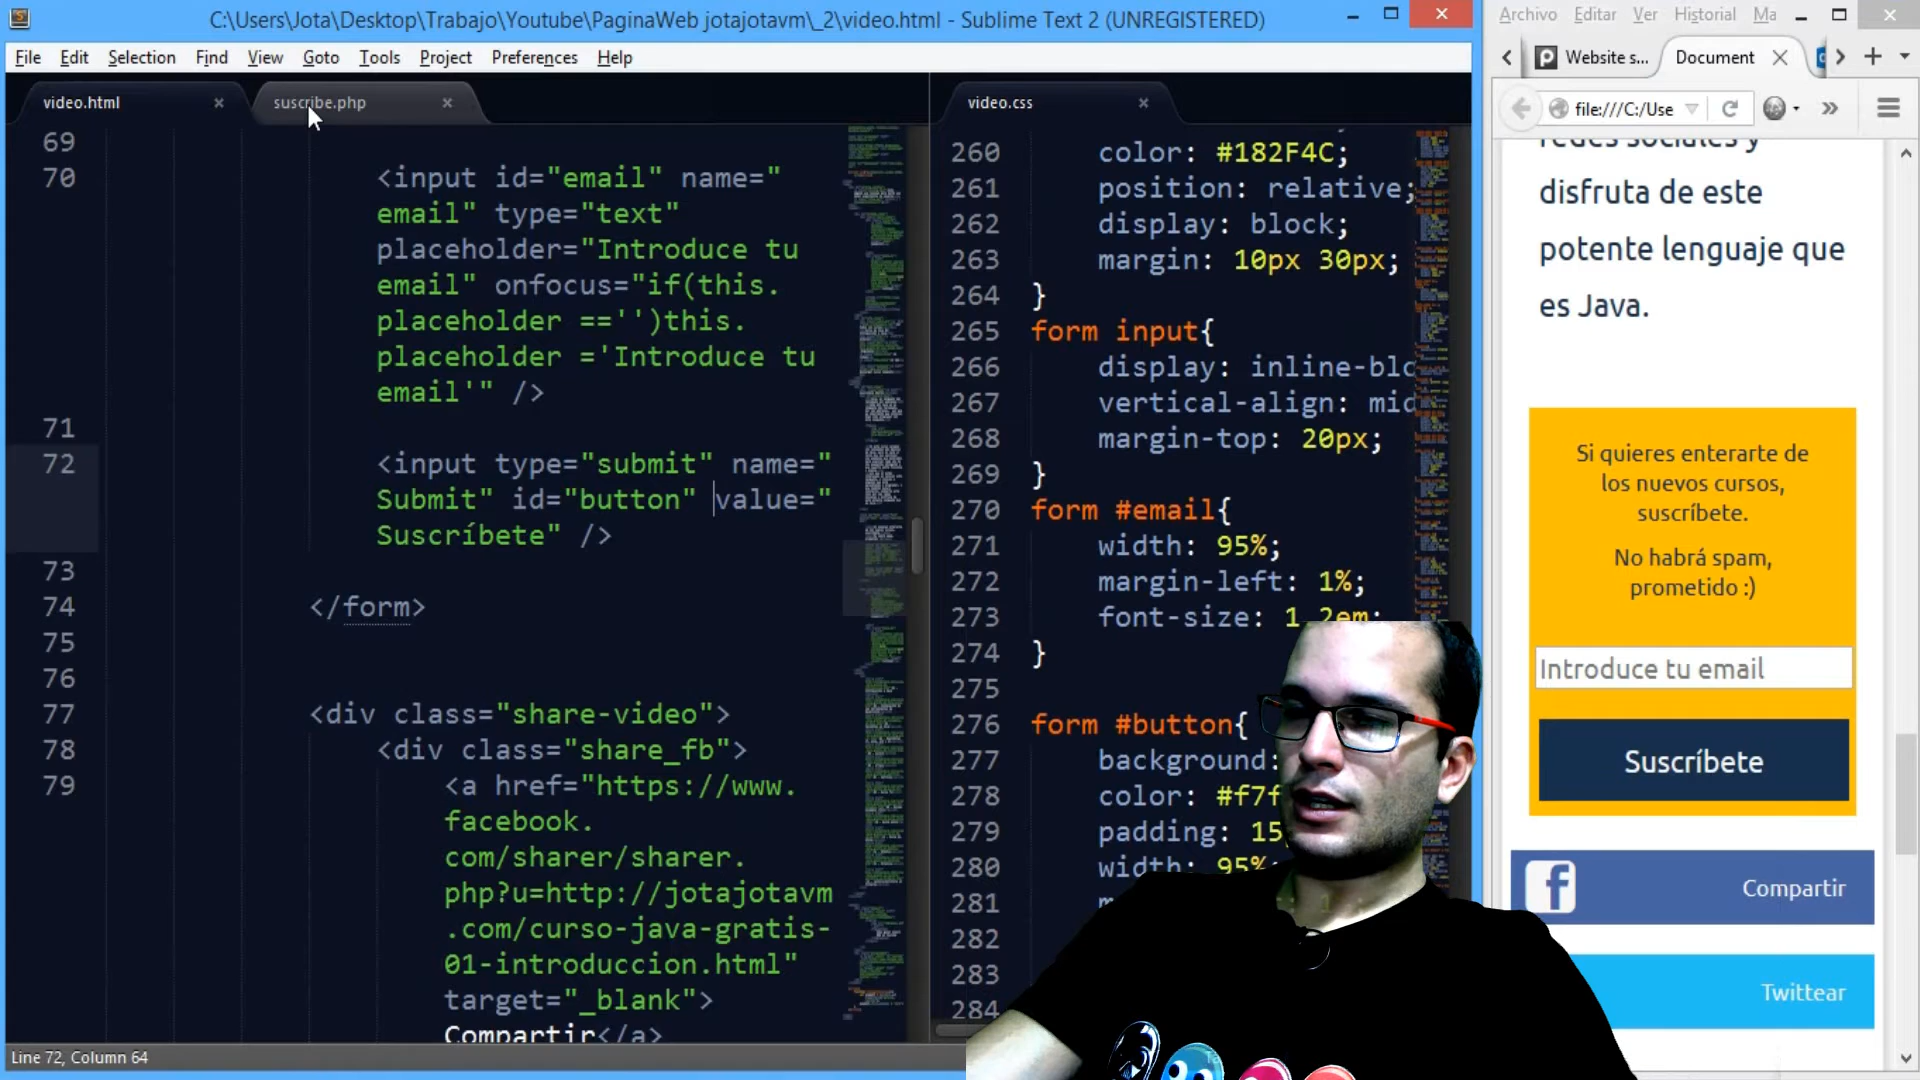 C:\Users\Jota\Desktop\Trabajo\Youtube\PaginaWeb jotajotavm\_2\video.html - Sublime Text 2 (UNREGISTERED)
File Edit Selection Find View Goto Tools Project Preferences Help
video.html × suscribe.php ×
69
70 <input id="email" name="
email" type="text"
placeholder="Introduce tu
email" onfocus="if(this.
placeholder =='')this.
placeholder ='Introduce tu
email'" />
71
72 <input type="submit" name="
Submit" id="button" value="
Suscríbete" />
73
74 </form>
75
76
77 <div class="share-video">
78 <div class="share_fb">
79 <a href="https://www.
facebook.
com/sharer/sharer.
php?u=http://jotajotavm
.com/curso-java-gratis-
01-introduccion.html"
target="_blank">
Compartir</a>
Line 72, Column 64
video.css ×
260 color: #182F4C;
261 position: relative;
262 display: block;
263 margin: 10px 30px;
264 }
265 form input{
266 display: inline-blo
267 vertical-align: mid
268 margin-top: 20px;
269 }
270 form #email{
271 width: 95%;
272 margin-left: 1%;
273 font-size: 1.2em;
274 }
275
276 form #button{
277 background:
278 color: #f7f
279 padding: 15
280 width: 95%
281
282
283
284
Archivo Editar Ver Historial Ma
Website s... Document
file:///C:/Use
redes sociales y
disfruta de este
potente lenguaje que
es Java.
Si quieres enterarte de
los nuevos cursos,
suscríbete.
No habrá spam,
prometido :)
Introduce tu email
Suscríbete
f Compartir
Twittear